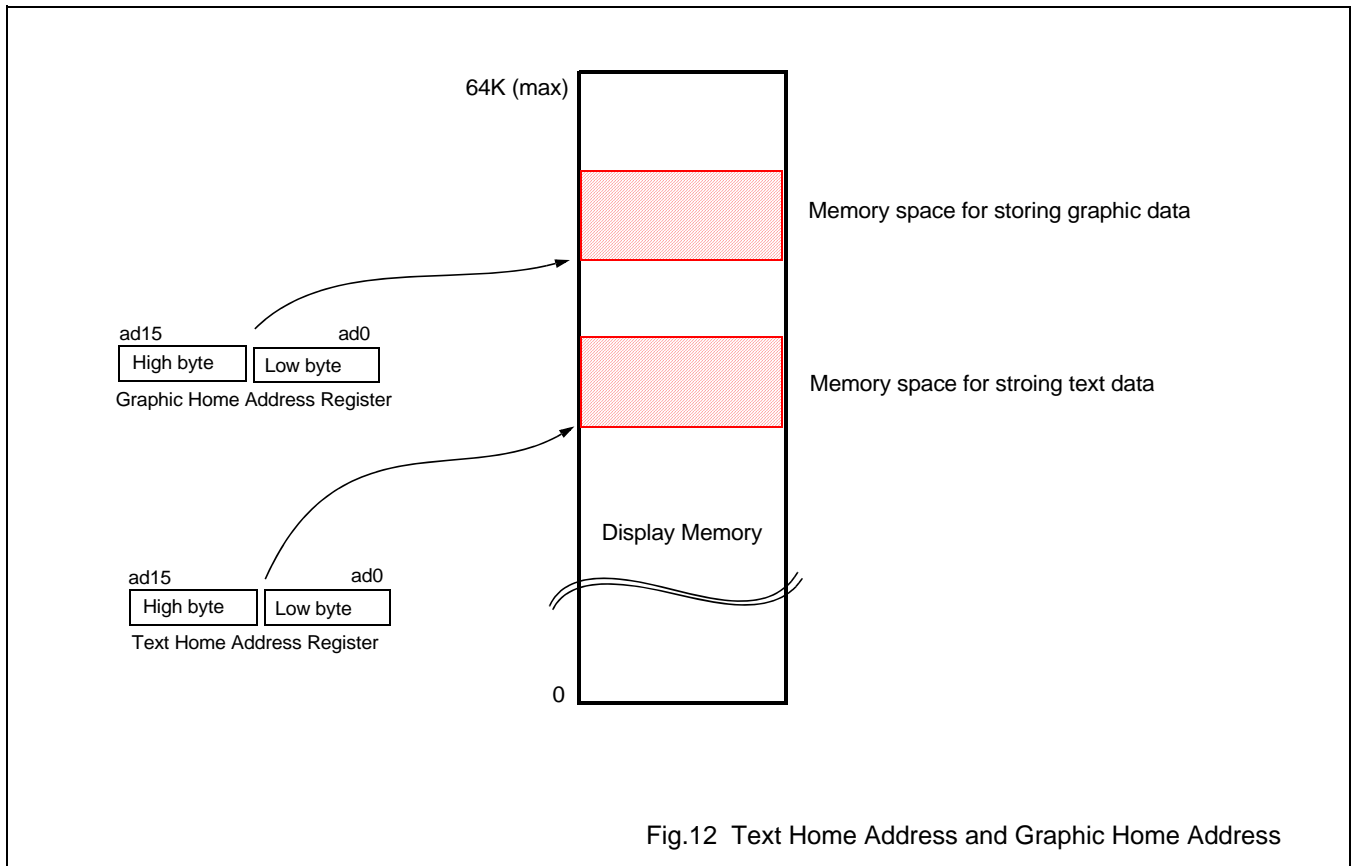 64K (max)
Memory space for storing graphic data
ad15 ad0
High byte Low byte
Graphic Home Address Register
Memory space for stroing text data
Display Memory
ad15 ad0
High byte Low byte
Text Home Address Register
0
Fig.12 Text Home Address and Graphic Home Address